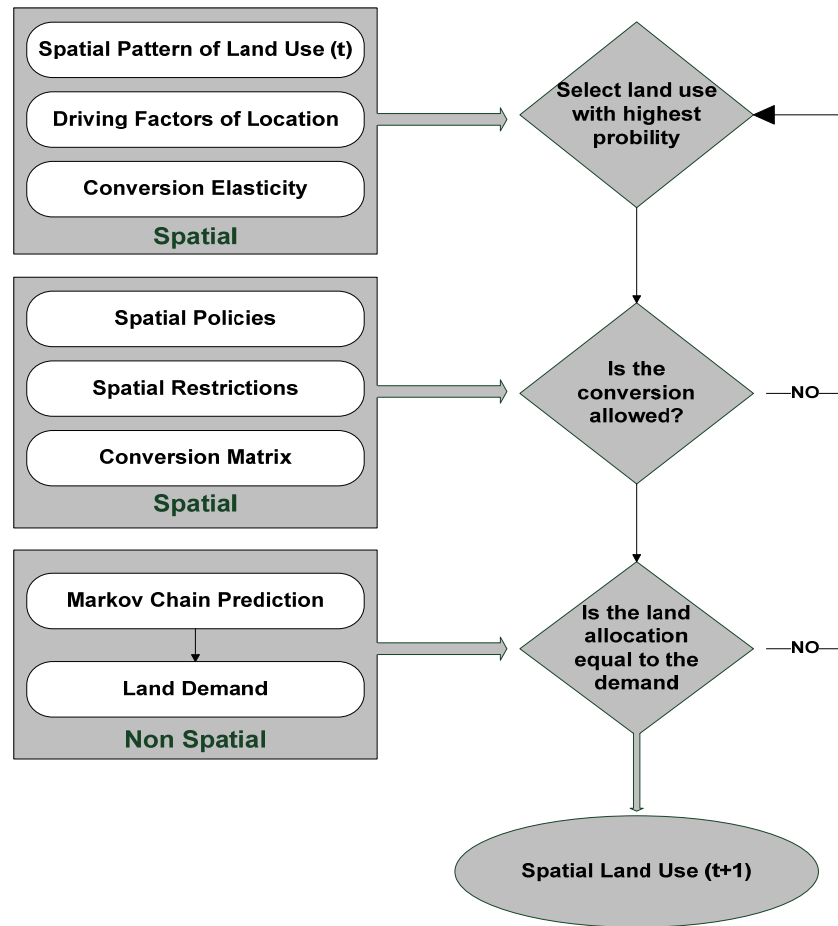 Spatial Pattern of Land Use (t)
Driving Factors of Location
Conversion Elasticity
Spatial
Select land use
with highest
probility
Spatial Policies
Spatial Restrictions
Conversion Matrix
Spatial
Is the
conversion
allowed?
NO
Markov Chain Prediction
Land Demand
Non Spatial
Is the land
allocation
equal to the
demand
NO
Spatial Land Use (t+1)